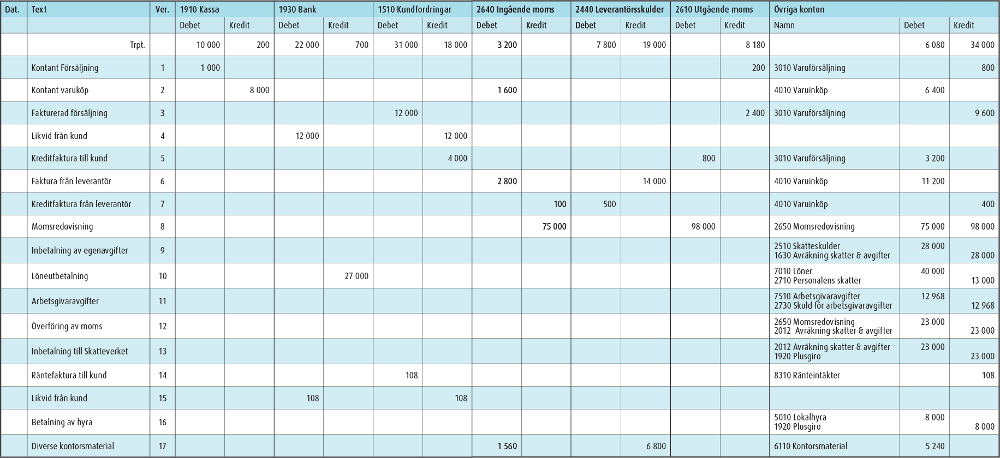 Dat. Text Ver. 1910 Kassa 1930 Bank 1510 Kundfordringar 2640 Ingående moms 2440 Leverantörsskulder 2610 Utgående moms Övriga konton
Debet Kredit Debet Kredit Debet Kredit Debet Kredit Debet Kredit Debet Kredit Namn Debet Kredit
Trpt. 10 000 200 22 000 700 31 000 18 000 3 200 7 800 19 000 8 180 6 080 34 000
Kontant Försäljning 1 1 000 200 3010 Varuförsäljning 800
Kontant varuköp 2 8 000 1 600 4010 Varuinköp 6 400
Fakturerad försäljning 3 12 000 2 400 3010 Varuförsäljning 9 600
Likvid från kund 4 12 000 12 000
Kreditfaktura till kund 5 4 000 800 3010 Varuförsäljning 3 200
Faktura från leverantör 6 2 800 14 000 4010 Varuinköp 11 200
Kreditfaktura från leverantör 7 100 500 4010 Varuinköp 400
Momsredovisning 8 75 000 98 000 2650 Momsredovisning 75 000 98 000
Inbetalning av egenavgifter 9 2510 Skatteskulder 28 000
1630 Avräkning skatter & avgifter 28 000
Löneutbetalning 10 27 000 7010 Löner 40 000
2710 Personalens skatter 13 000
Arbetsgivaravgifter 11 7510 Arbetsgivaravgifter 12 968
2730 Skuld för arbetsgivaravgifter 12 968
Överföring av moms 12 2650 Momsredovisning 23 000
2012 Avräkning skatter & avgifter 23 000
Inbetalning till Skatteverket 13 2012 Avräkning skatter & avgifter 23 000
1920 Plusgiro 23 000
Räntefaktura till kund 14 108 8310 Ränteintäkter 108
Likvid från kund 15 108 108
Betalning av hyra 16 5010 Lokalhyra 8 000
1920 Plusgiro 8 000
Diverse kontorsmaterial 17 1 560 6 800 6110 Kontorsmaterial 5 240